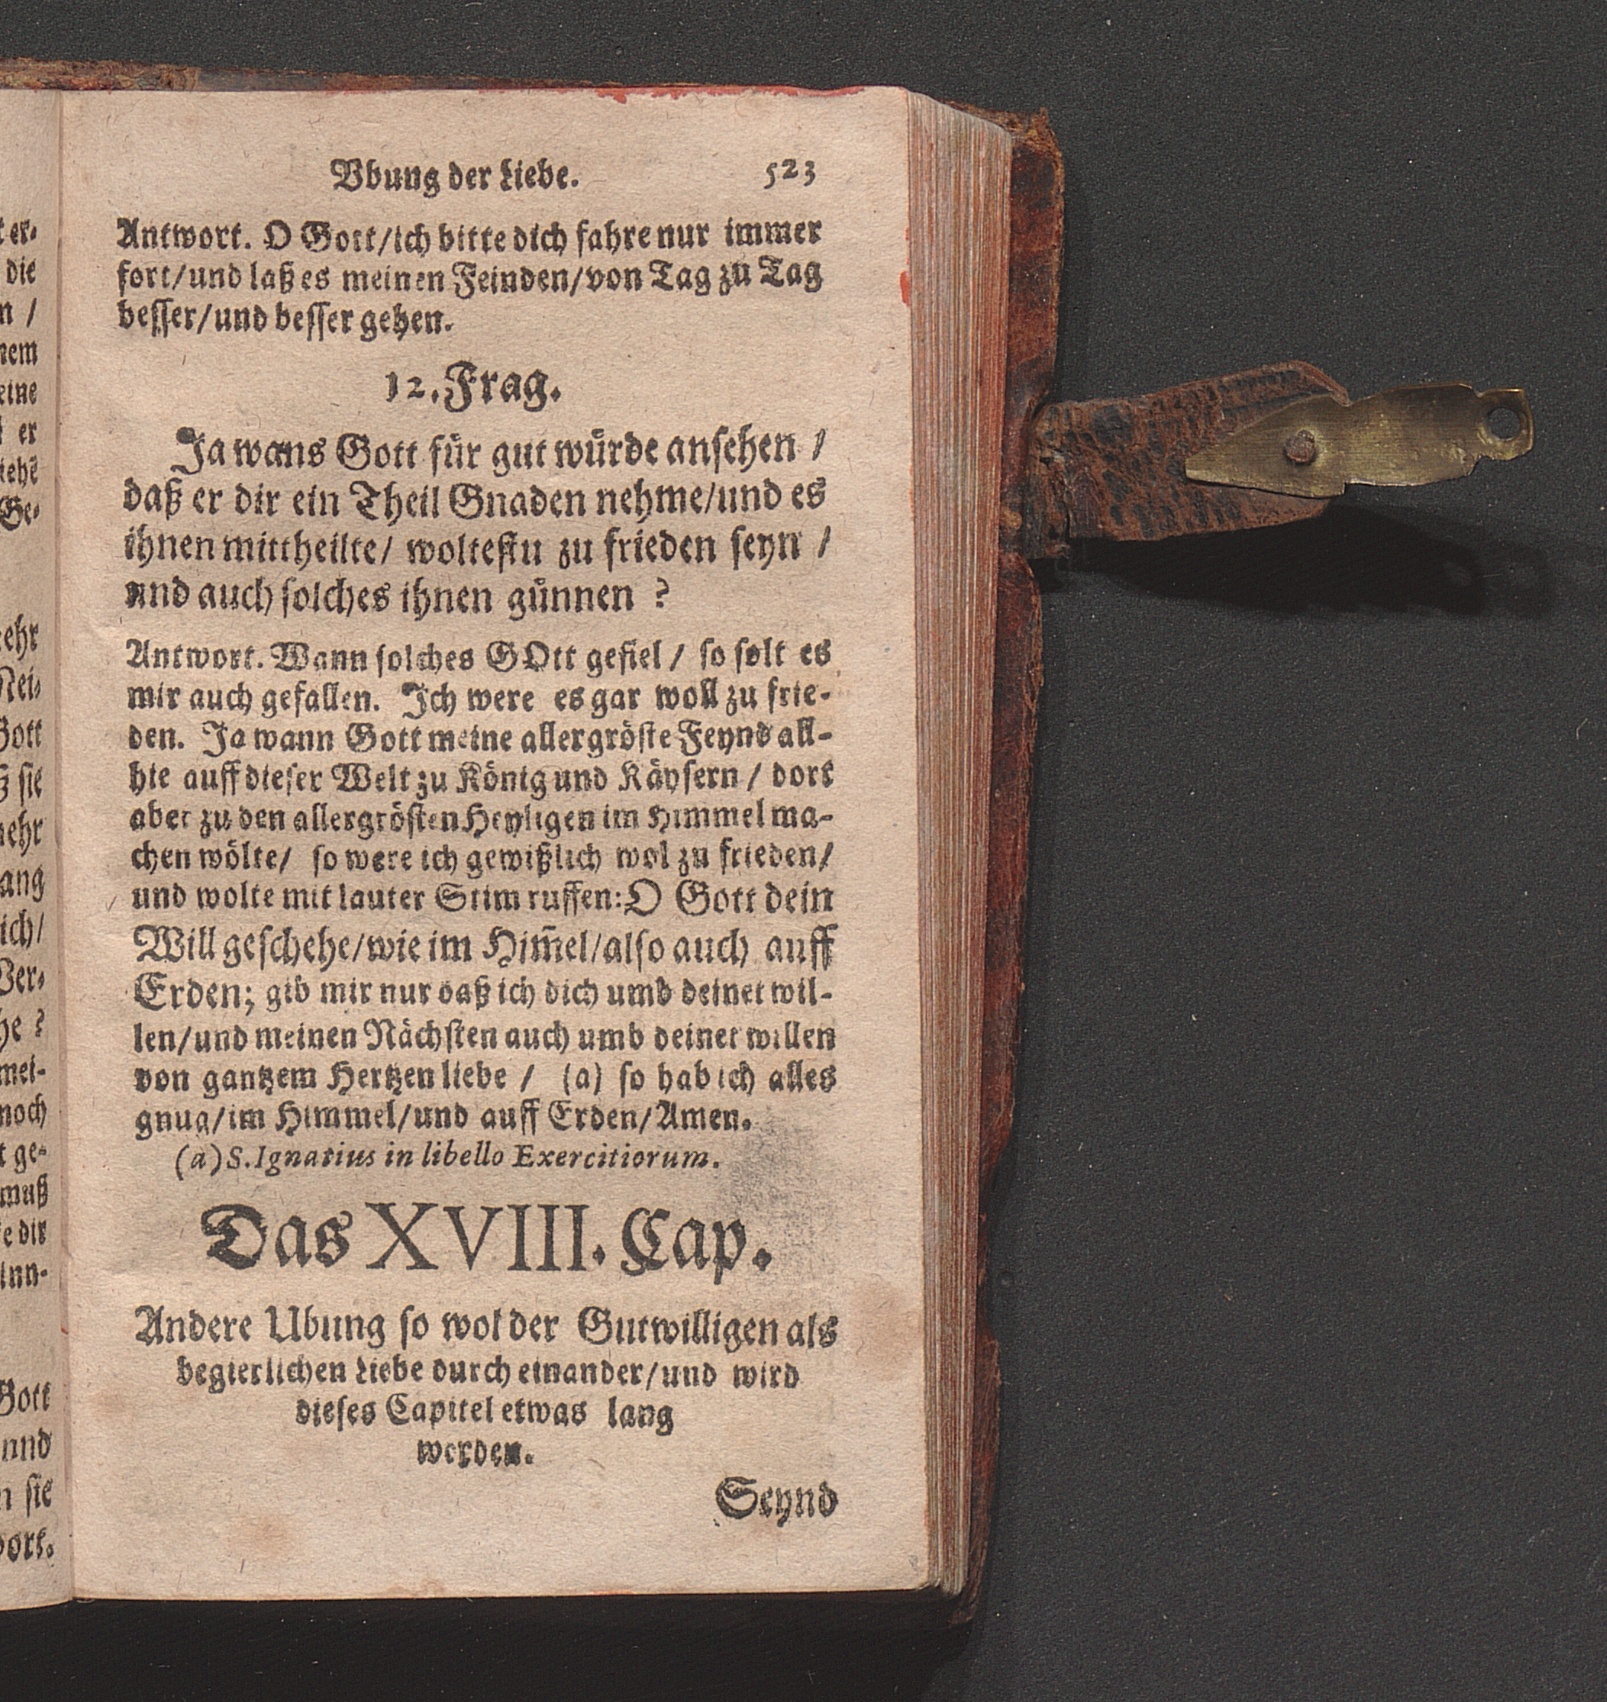 Vbung der Liebe. 523
Antwort. O Gott/ich bitte dich fahre nur immer
fort/und laß es meinen Feinden/von Tag zu Tag
besser/und besser gehen.
12. Frag.
Ja wans Gott für gut würde ansehen /
daß er dir ein Theil Gnaden nehme/und es
ihnen mittheilte/ woltestu zu frieden seyn /
und auch solches ihnen günnen ?
Antwort. Wann solches GOtt gefiel / so solt es
mir auch gefallen. Ich were es gar woll zu frie-
den. Ja wann Gott meine allergröste Feynd all-
hie auff dieser Welt zu König und Käysern / dort
aber zu den allergrösten Heyligen im Himmel ma-
chen wölte/ so were ich gewißlich wol zu frieden/
und wolte mit lauter Stim ruffen: O Gott dein
Will geschehe/wie im Him̃el/also auch auff
Erden; gib mir nur daß ich dich umb deinet wil-
len/und meinen Nächsten auch umb deinet willen
von gantzem Hertzen liebe / (a) so hab ich alles
gnug/im Himmel/und auff Erden/Amen.
(a) S. Ignatius in libello Exercitiorum.
Das XVIII. Cap.
Andere Ubung so wol der Gutwilligen als
begierlichen Liebe durch einander/und wird
dieses Capitel etwas lang
werden.
Seynd